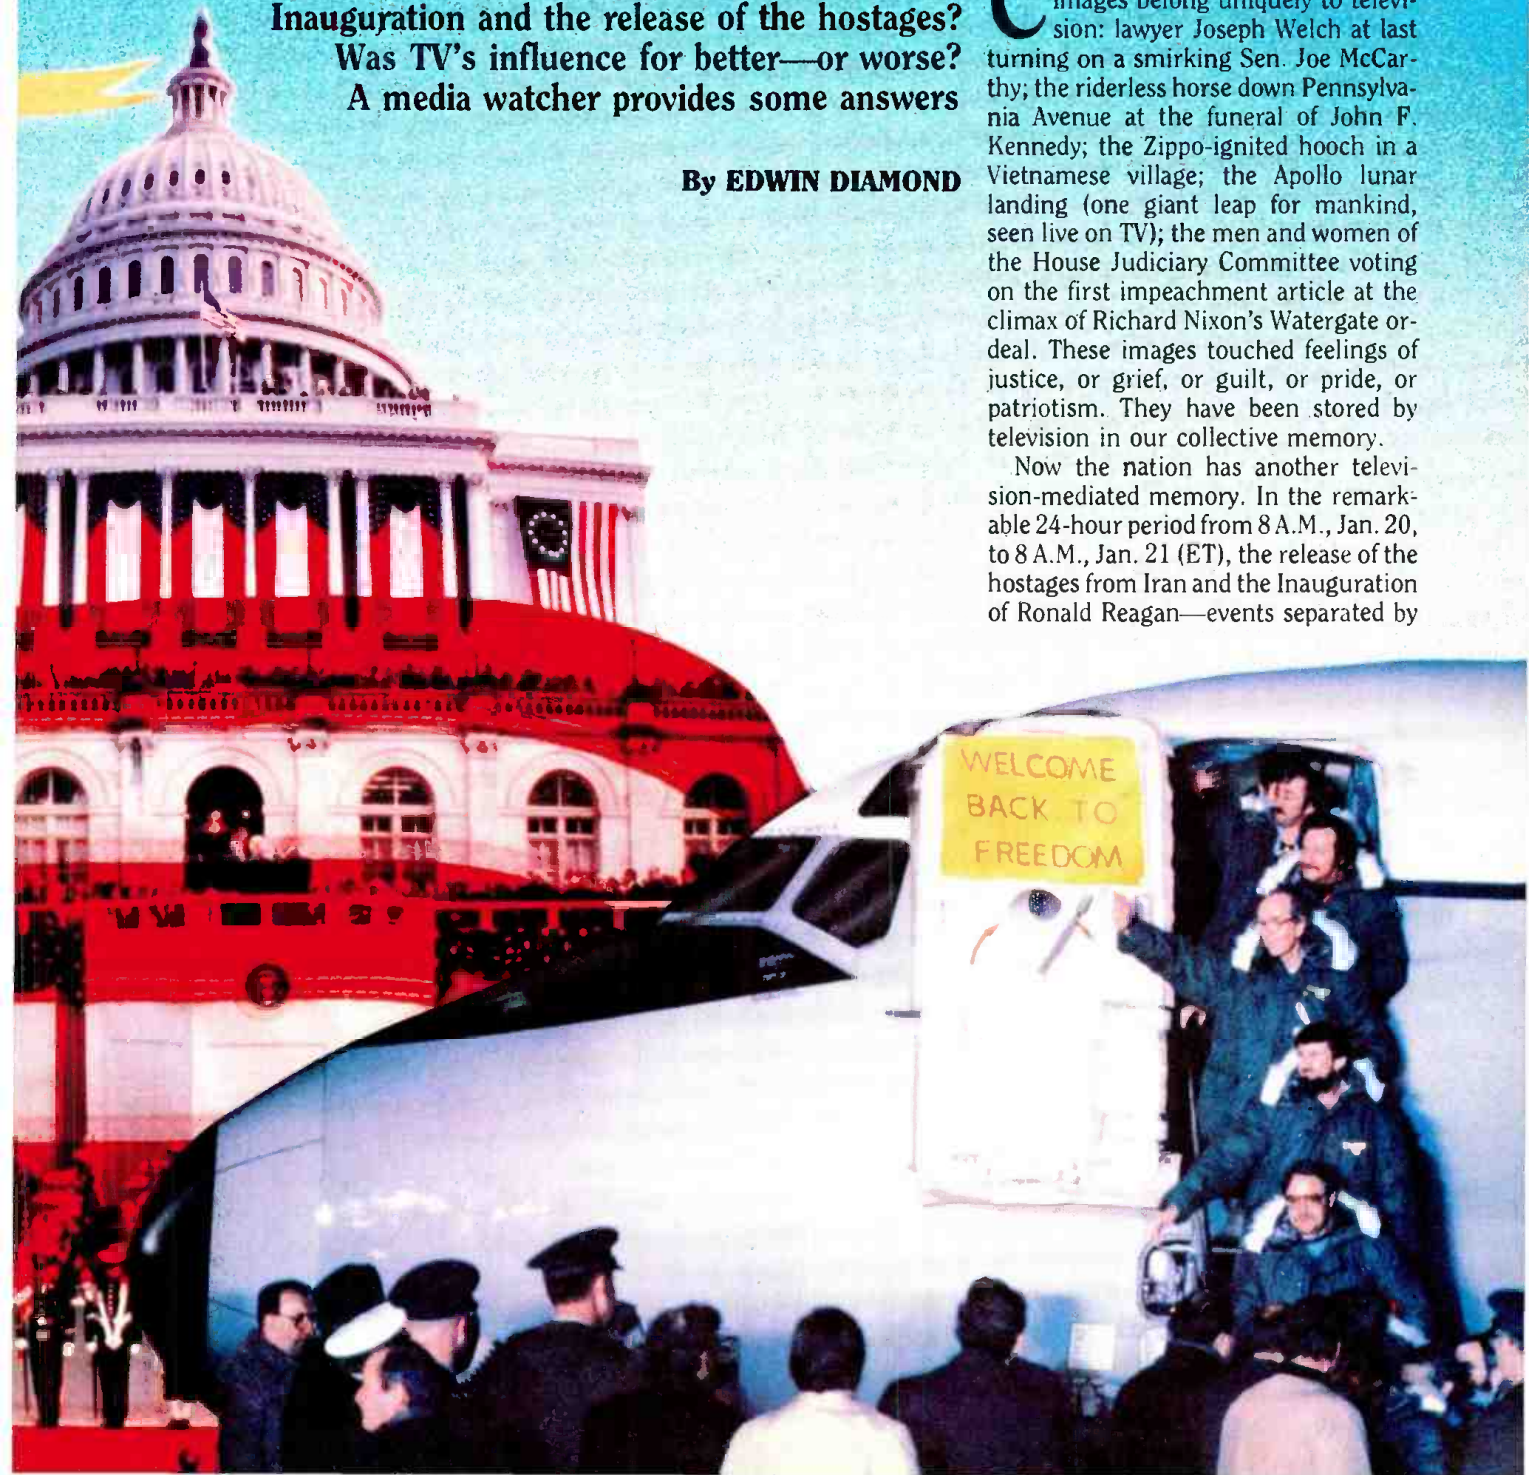 Inauguration and the release of the hostages?
Was TV's influence for better—or worse?
A media watcher provides some answers
By EDWIN DIAMOND
images belong uniquely to televi-
sion: lawyer Joseph Welch at last
turning on a smirking Sen. Joe McCar-
thy; the riderless horse down Pennsylva-
nia Avenue at the funeral of John F.
Kennedy; the Zippo-ignited hooch in a
Vietnamese village; the Apollo lunar
landing (one giant leap for mankind,
seen live on TV); the men and women of
the House Judiciary Committee voting
on the first impeachment article at the
climax of Richard Nixon's Watergate or-
deal. These images touched feelings of
justice, or grief, or guilt, or pride, or
patriotism. They have been stored by
television in our collective memory.
Now the nation has another televi-
sion-mediated memory. In the remark-
able 24-hour period from 8 A.M., Jan. 20,
to 8 A.M., Jan. 21 (ET), the release of the
hostages from Iran and the Inauguration
of Ronald Reagan—events separated by
WELCOME
BACK TO
FREEDOM